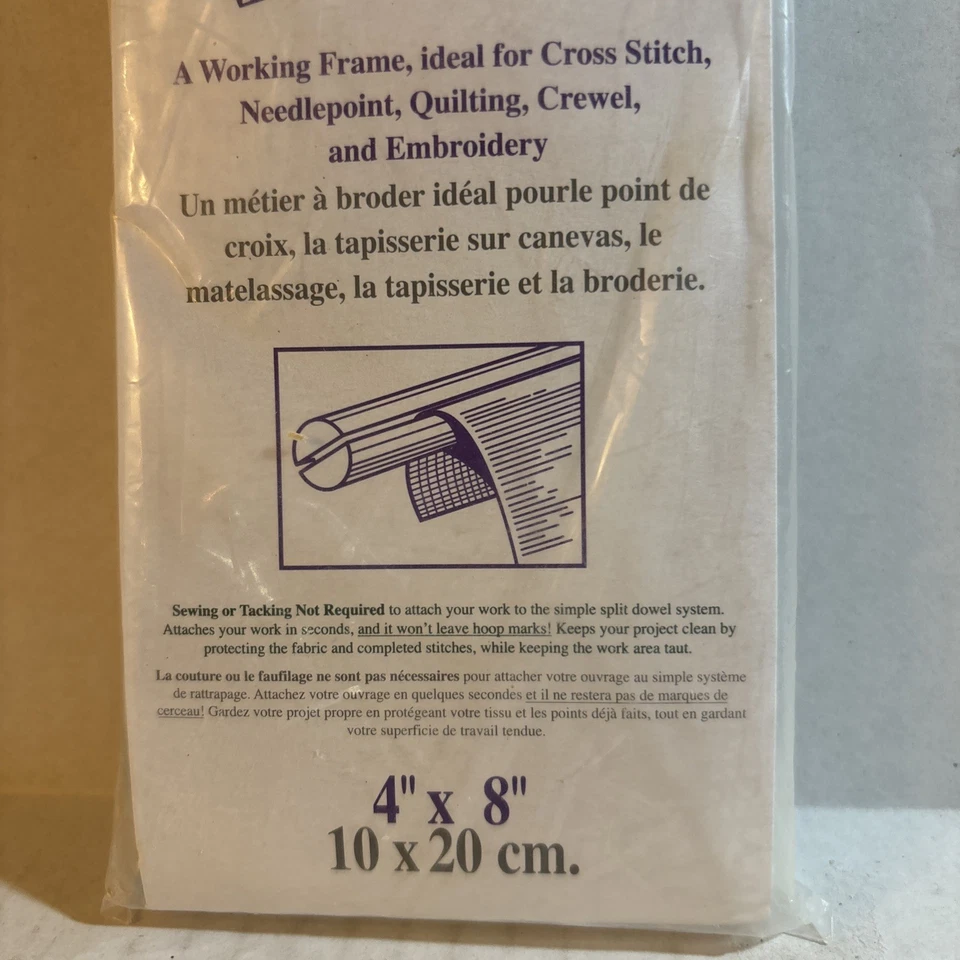 A Working Frame, ideal for Cross Stitch,
Needlepoint, Quilting, Crewel,
and Embroidery
Un métier à broder idéal pourle point de
croix, la tapisserie sur canevas, le
matelassage, la tapisserie et la broderie.
Sewing or Tacking Not Required to attach your work to the simple split dowel system.
Attaches your work in seconds, and it won't leave hoop marks! Keeps your project clean by
protecting the fabric and completed stitches, while keeping the work area taut.
La couture ou le faufilage ne sont pas nécessaires pour attacher votre ouvrage au simple système
de rattrapage. Attachez votre ouvrage en quelques secondes et il ne restera pas de marques de
cerceau! Gardez votre projet propre en protégeant votre tissu et les points déjà faits, tout en gardant
votre superficie de travail tendue.
4" x 8"
10 x 20 cm.